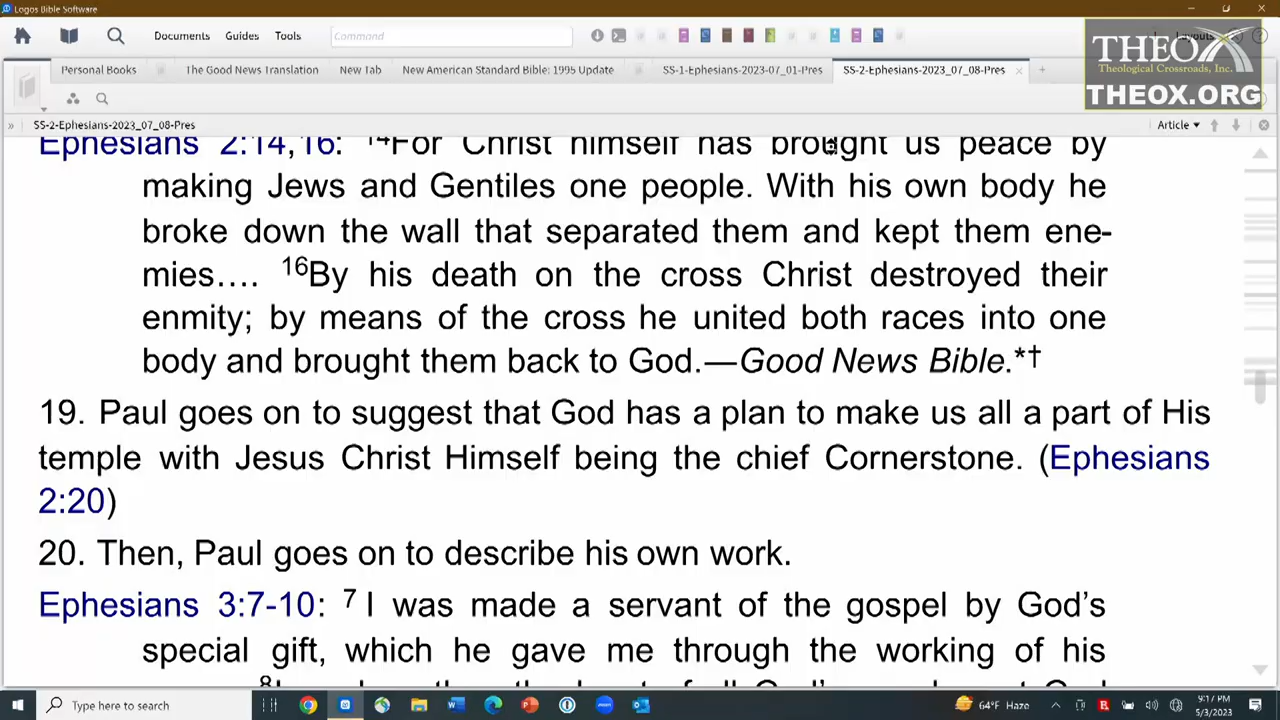 Logos Bible Software
Documents Guides Tools Command Layouts
THEOX
Theological Crossroads, Inc.
THEOX.ORG
Personal Books The Good News Translation New Tab SS-1-Ephesians-2023-07_01-Pres SS-2-Ephesians-2023_07_08-Pres
SS-2-Ephesians-2023_07_08-Pres Article
Ephesians 2:14,16: 14For Christ himself has brought us peace by
making Jews and Gentiles one people. With his own body he
broke down the wall that separated them and kept them ene-
mies…. 16By his death on the cross Christ destroyed their
enmity; by means of the cross he united both races into one
body and brought them back to God.—Good News Bible.*†
19. Paul goes on to suggest that God has a plan to make us all a part of His
temple with Jesus Christ Himself being the chief Cornerstone. (Ephesians
2:20)
20. Then, Paul goes on to describe his own work.
Ephesians 3:7-10: 7 I was made a servant of the gospel by God's
special gift, which he gave me through the working of his
Type here to search 64°F Haze 9:17 PM
5/3/2023